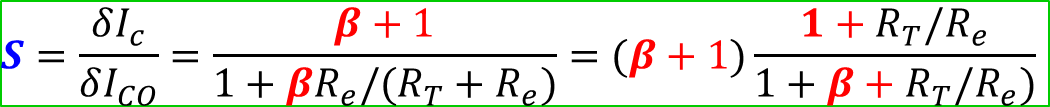 S = δI_c/δI_CO = (β + 1)/(1 + βR_e/(R_T + R_e)) = (β + 1) (1 + R_T/R_e)/(1 + β + R_T/R_e))